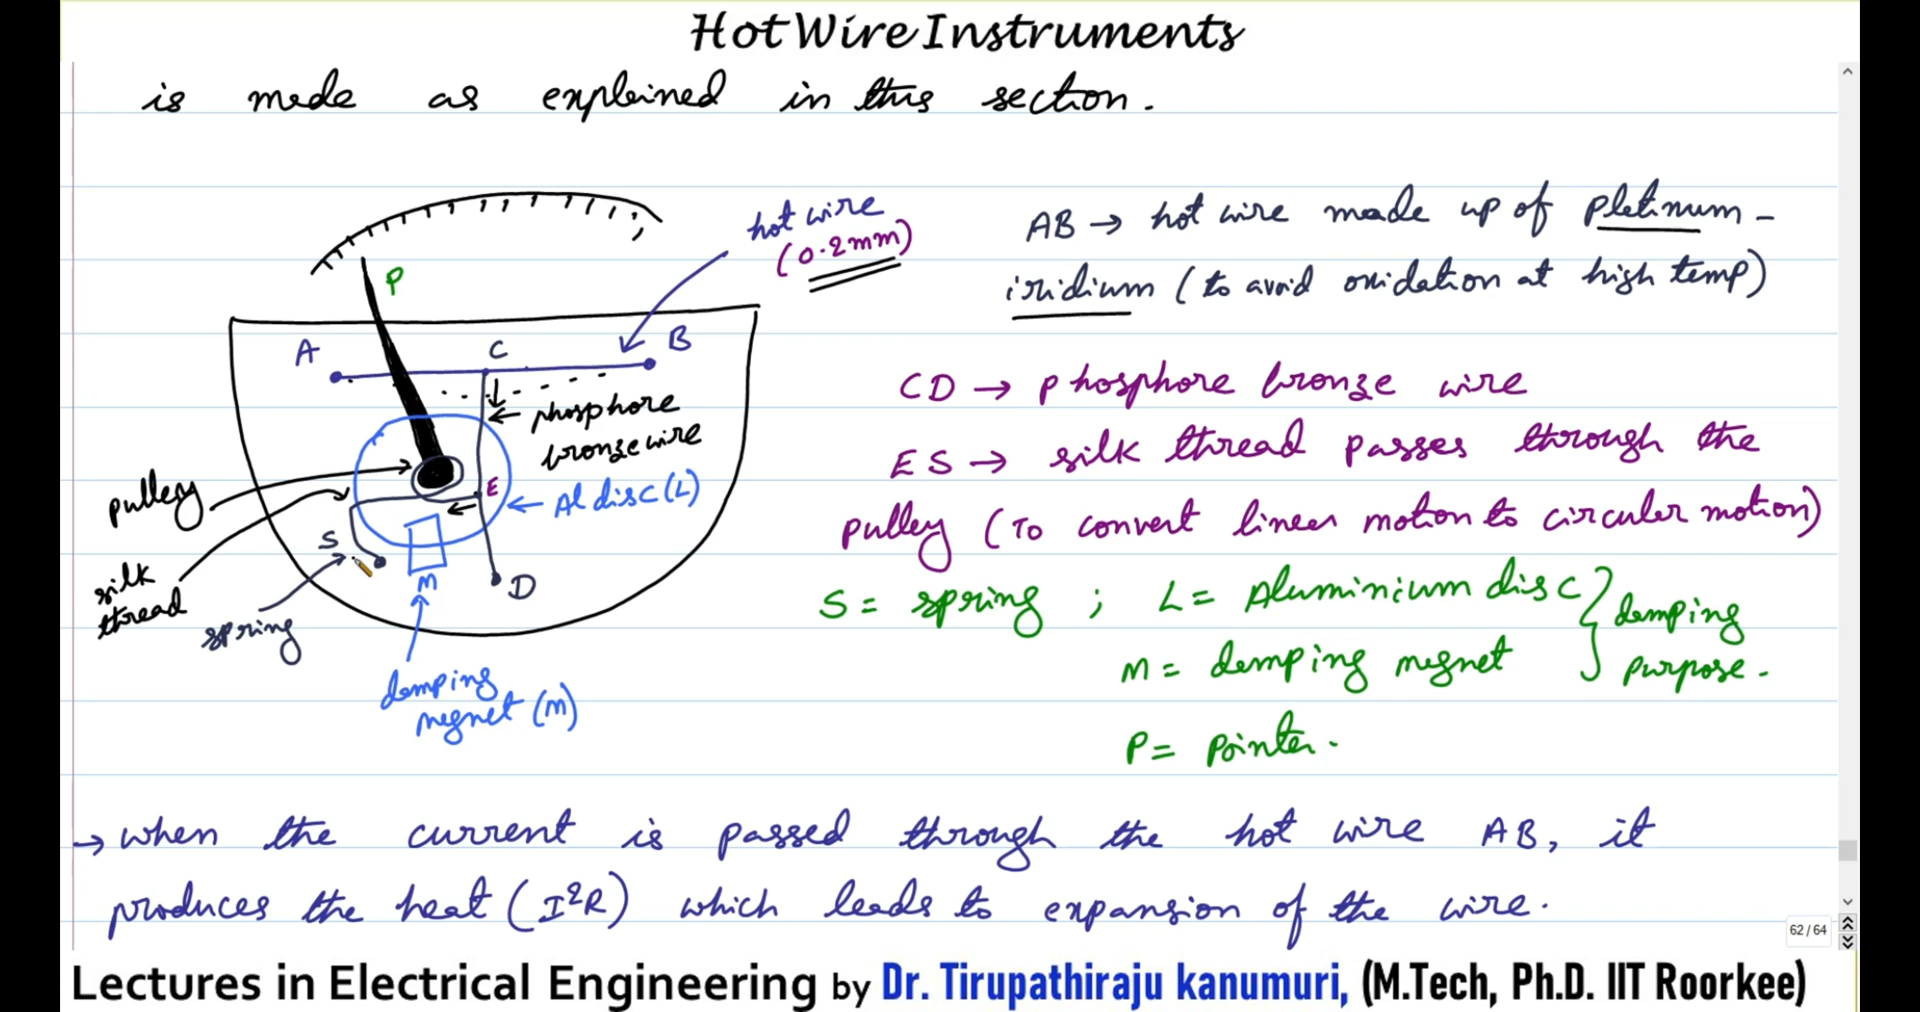 Hot Wire Instruments
is made as explained in this section.
hot wire
(0.2mm)
P
A
C
B
phosphore
bronze wire
pulley
E
Al disc (L)
S
silk
thread
M
D
spring
damping
magnet (M)
AB → hot wire made up of platinum -
iridium (to avoid oxidation at high temp)
CD → phosphore bronze wire
ES → silk thread passes through the
pulley (To convert linear motion to circular motion)
S = spring ; L = Aluminium disc
M = damping magnet
} damping
purpose.
P = pointer.
→ when the current is passed through the hot wire AB, it
produces the heat (I²R) which leads to expansion of the wire.
62 / 64
Lectures in Electrical Engineering by Dr. Tirupathiraju kanumuri, (M.Tech, Ph.D. IIT Roorkee)